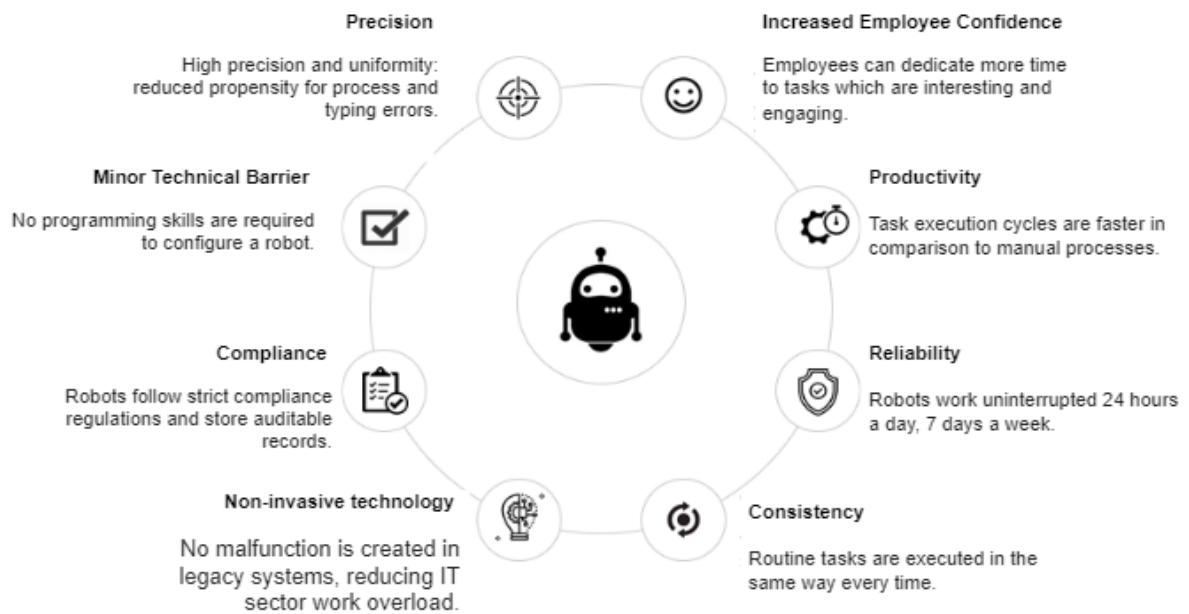 Precision
High precision and uniformity:
reduced propensity for process and
typing errors.
Increased Employee Confidence
Employees can dedicate more time
to tasks which are interesting and
engaging.
Minor Technical Barrier
No programming skills are required
to configure a robot.
Productivity
Task execution cycles are faster in
comparison to manual processes.
Compliance
Robots follow strict compliance
regulations and store auditable
records.
Reliability
Robots work uninterrupted 24 hours
a day, 7 days a week.
Non-invasive technology
No malfunction is created in
legacy systems, reducing IT
sector work overload.
Consistency
Routine tasks are executed in the
same way every time.